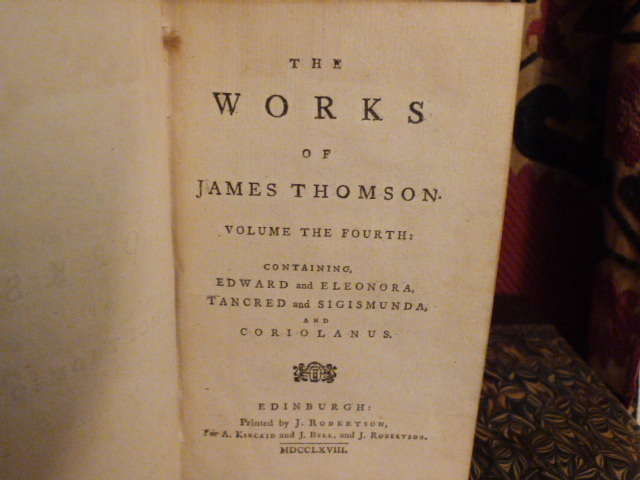 THE
WORKS
OF
JAMES THOMSON.
VOLUME THE FOURTH:
CONTAINING,
EDWARD and ELEONORA,
TANCRED and SIGISMUNDA,
AND
CORIOLANUS.
EDINBURGH:
Printed by J. ROBERTSON,
For A. KINCAID and J. BELL, and J. ROBERTSON.
MDCCLXVIII.